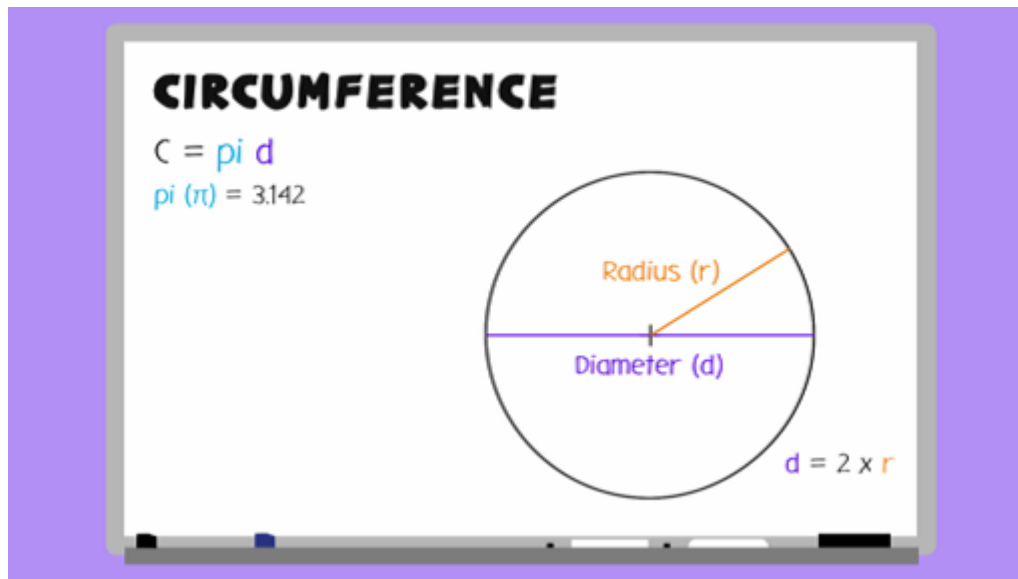 CIRCUMFERENCE
C = pi d
pi (π) = 3.142
Radius (r)
Diameter (d)
d = 2 x r